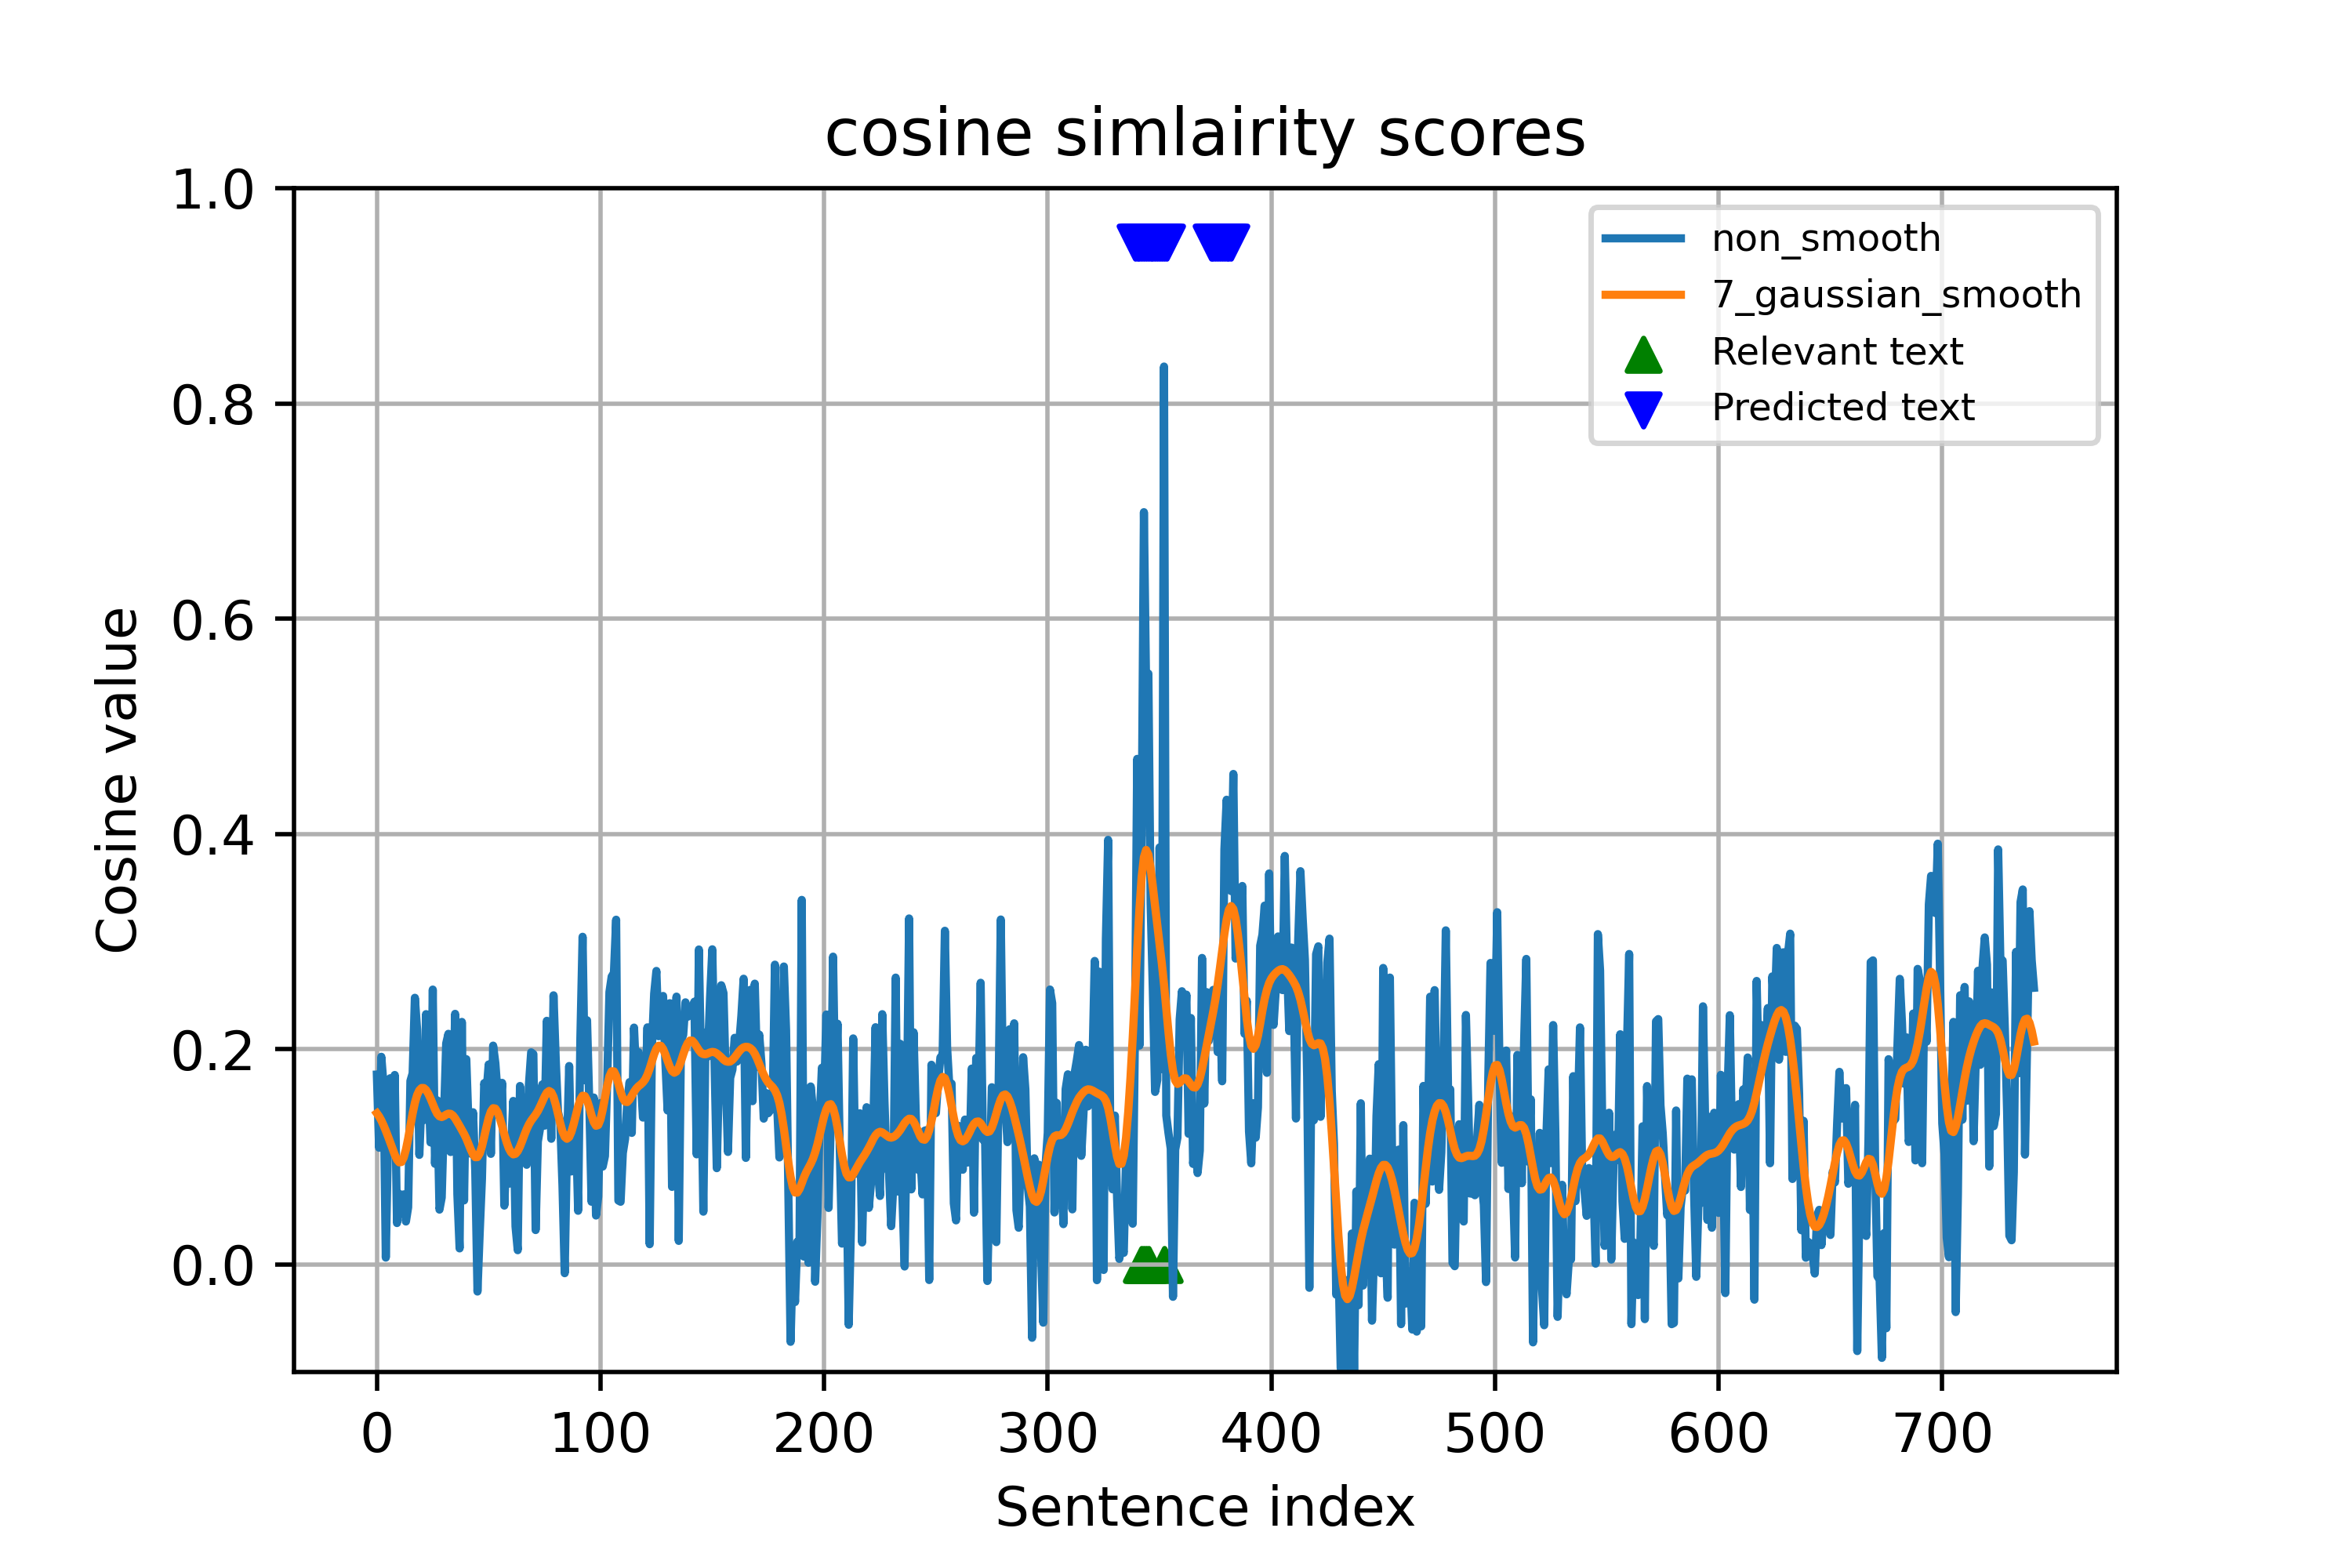 cosine simlairity scores
1.0
0.8
0.6
0.4
0.2
0.0
Cosine value
non_smooth
7_gaussian_smooth
Relevant text
Predicted text
0 100 200 300 400 500 600 700
Sentence index